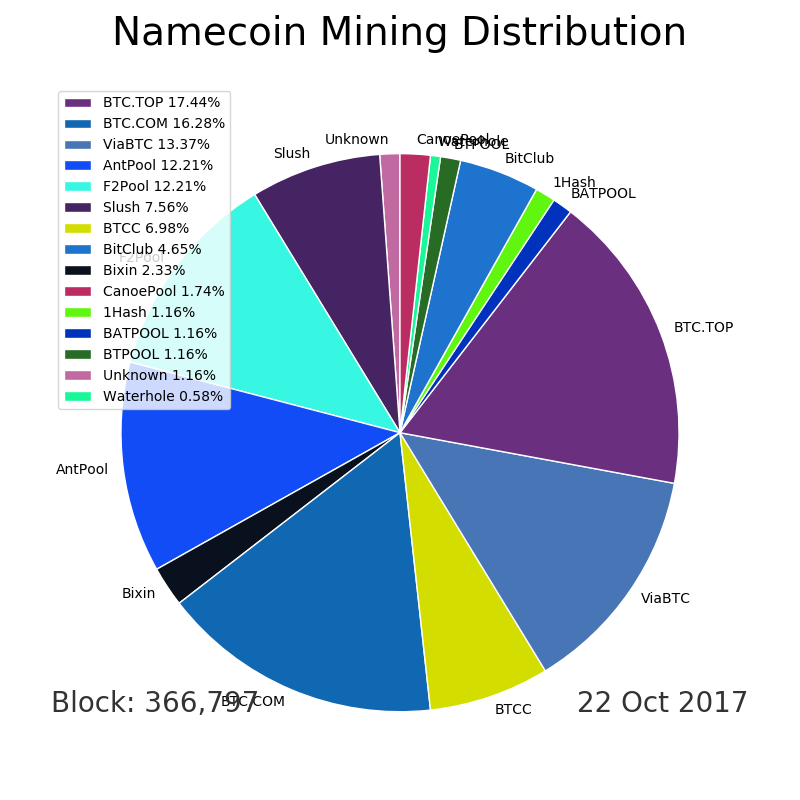 Namecoin Mining Distribution
BTC.TOP 17.44%
BTC.COM 16.28%
ViaBTC 13.37%
AntPool 12.21%
F2Pool 12.21%
Slush 7.56%
BTCC 6.98%
BitClub 4.65%
Bixin 2.33%
CanoePool 1.74%
1Hash 1.16%
BATPOOL 1.16%
BTPOOL 1.16%
Unknown 1.16%
Waterhole 0.58%
Unknown
CanoePool
Waterhole
BTPOOL
Slush
BitClub
1Hash
BATPOOL
F2Pool
BTC.TOP
AntPool
Bixin
ViaBTC
BTC.COM
BTCC
Block: 366,797
22 Oct 2017